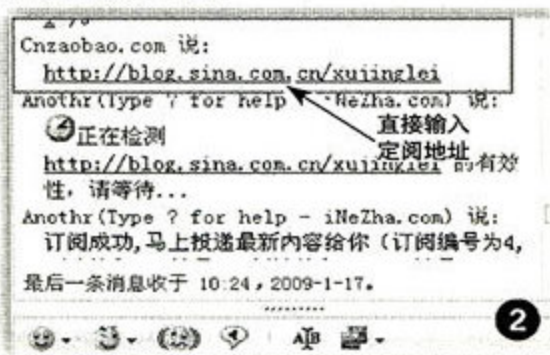 Cnzaobao.com 说:
http://blog.sina.com.cn/xujinglei
Anothr(Type ? for help - iNeZha.com) 说:
直接输入
定阅地址
正在检测
http://blog.sina.com.cn/xujinglei 的有效
性，请等待...
Anothr(Type ? for help - iNeZha.com) 说:
订阅成功,马上投递最新内容给你（订阅编号为4,
最后一条消息收于 10:24，2009-1-17。
AB
2